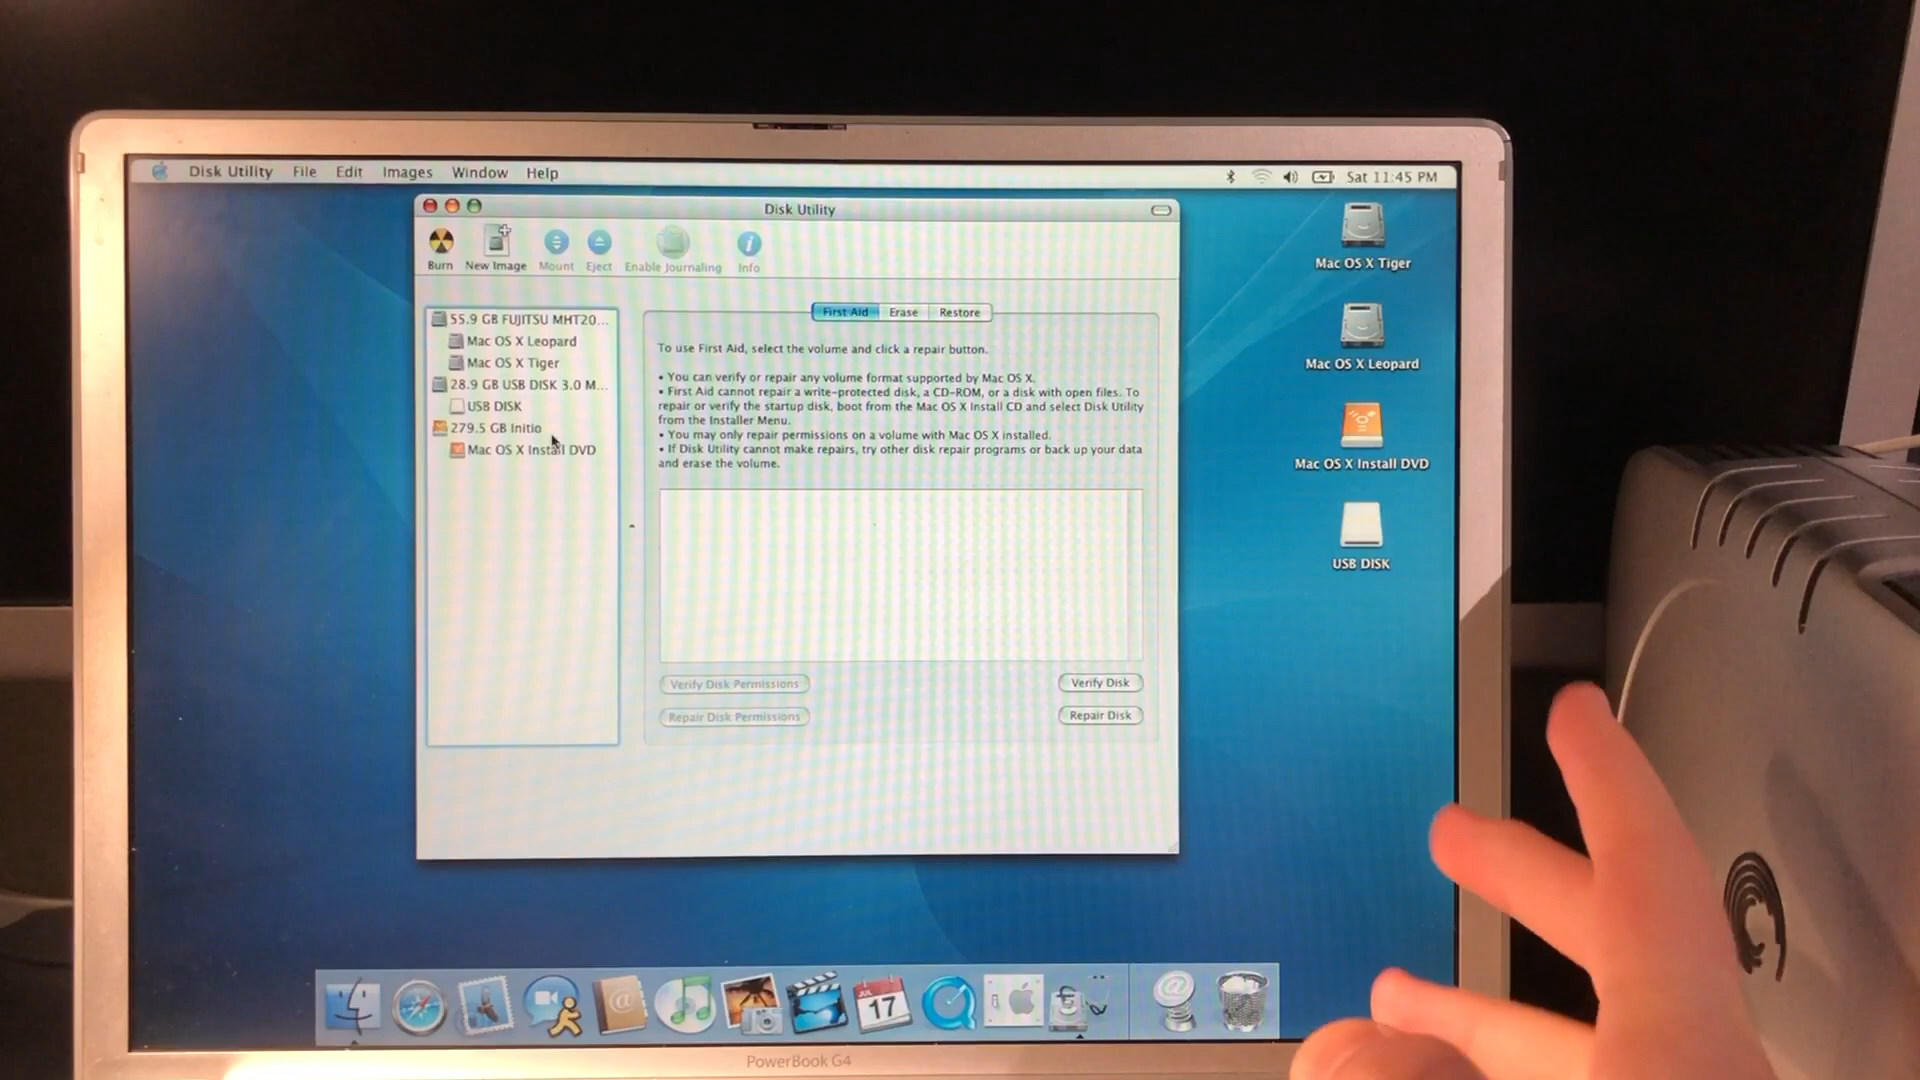 Disk Utility File Edit Images Window Help
Sat 11:45 PM
Disk Utility
Burn New Image Mount Eject Enable Journaling Info
55.9 GB FUJITSU MHT20...
Mac OS X Leopard
Mac OS X Tiger
28.9 GB USB DISK 3.0 M...
USB DISK
279.5 GB Initio
Mac OS X Install DVD
First Aid Erase Restore
To use First Aid, select the volume and click a repair button.
• You can verify or repair any volume format supported by Mac OS X.
• First Aid cannot repair a write-protected disk, a CD-ROM, or a disk with open files. To
repair or verify the startup disk, boot from the Mac OS X Install CD and select Disk Utility
from the Installer Menu.
• You may only repair permissions on a volume with Mac OS X installed.
• If Disk Utility cannot make repairs, try other disk repair programs or back up your data
and erase the volume.
Verify Disk Permissions
Verify Disk
Repair Disk Permissions
Repair Disk
Mac OS X Tiger
Mac OS X Leopard
Mac OS X Install DVD
USB DISK
JUL
17
PowerBook G4